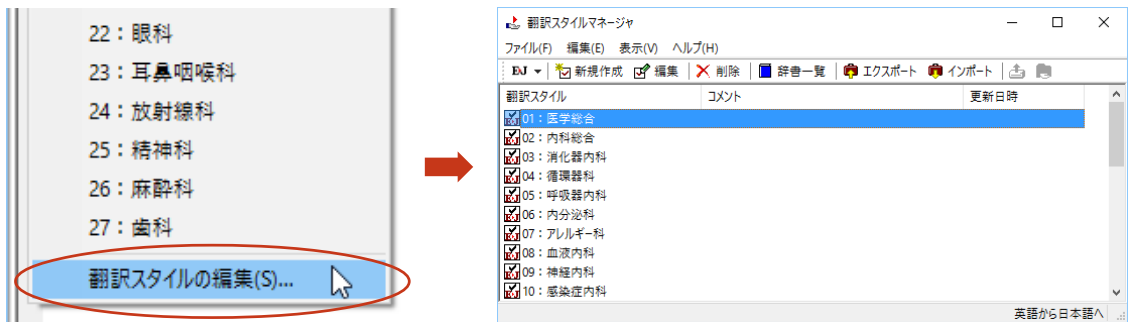 22：眼科
23：耳鼻咽喉科
24：放射線科
25：精神科
26：麻酔科
27：歯科
翻訳スタイルの編集(S)...
翻訳スタイルマネージャ
ファイル(F) 編集(E) 表示(V) ヘルプ(H)
EJ 新規作成 編集 削除 辞書一覧 エクスポート インポート
翻訳スタイル コメント 更新日時
01：医学総合
02：内科総合
03：消化器内科
04：循環器科
05：呼吸器内科
06：内分泌科
07：アレルギー科
08：血液内科
09：神経内科
10：感染症内科
英語から日本語へ